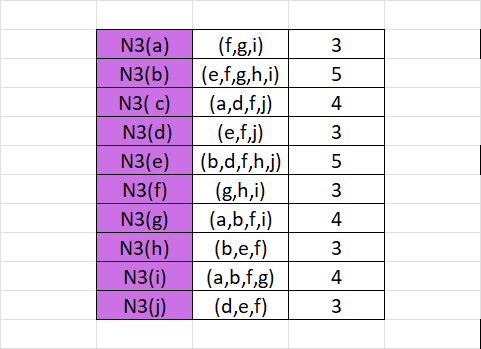 N3(a) (f,g,i) 3
N3(b) (e,f,g,h,i) 5
N3( c) (a,d,f,j) 4
N3(d) (e,f,j) 3
N3(e) (b,d,f,h,j) 5
N3(f) (g,h,i) 3
N3(g) (a,b,f,i) 4
N3(h) (b,e,f) 3
N3(i) (a,b,f,g) 4
N3(j) (d,e,f) 3